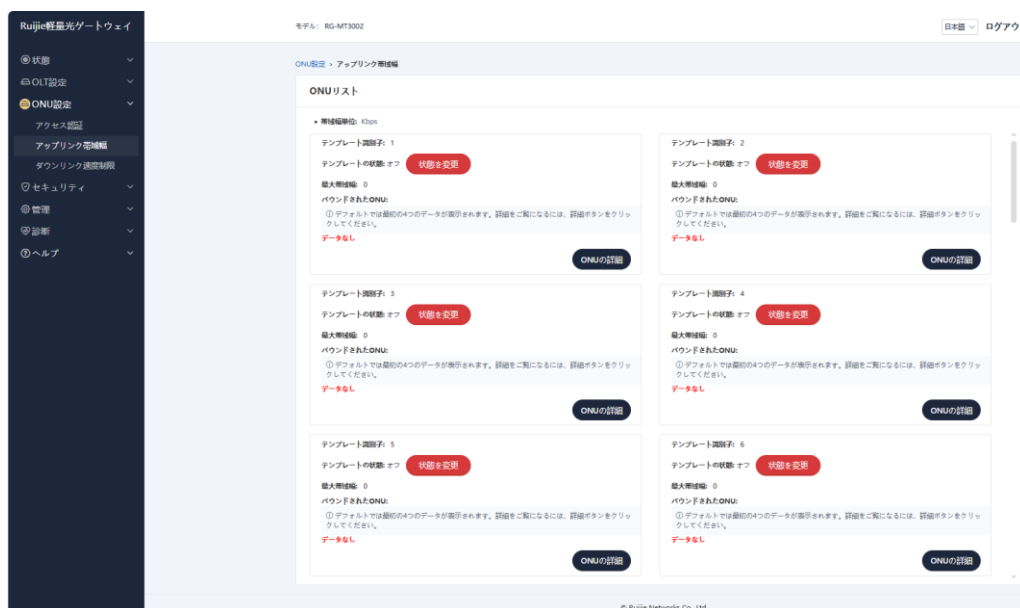 Ruijie軽量光ゲートウェイ
モデル: RG-MT3002
日本語
ログアウ
状態
OLT設定
ONU設定
アクセス認証
アップリンク帯域幅
ダウンリンク速度制限
セキュリティ
管理
診断
ヘルプ
ONU設定 › アップリンク帯域幅
ONUリスト
• 帯域幅単位: Kbps
テンプレート識別子: 1
テンプレートの状態: オフ 状態を変更
最大帯域幅: 0
バウンドされたONU:
デフォルトでは最初の4つのデータが表示されます。詳細をご覧になるには、詳細ボタンをクリッ
クしてください。
データなし
ONUの詳細
テンプレート識別子: 2
テンプレートの状態: オフ 状態を変更
最大帯域幅: 0
バウンドされたONU:
デフォルトでは最初の4つのデータが表示されます。詳細をご覧になるには、詳細ボタンをクリッ
クしてください。
データなし
ONUの詳細
テンプレート識別子: 3
テンプレートの状態: オフ 状態を変更
最大帯域幅: 0
バウンドされたONU:
デフォルトでは最初の4つのデータが表示されます。詳細をご覧になるには、詳細ボタンをクリッ
クしてください。
データなし
ONUの詳細
テンプレート識別子: 4
テンプレートの状態: オフ 状態を変更
最大帯域幅: 0
バウンドされたONU:
デフォルトでは最初の4つのデータが表示されます。詳細をご覧になるには、詳細ボタンをクリッ
クしてください。
データなし
ONUの詳細
テンプレート識別子: 5
テンプレートの状態: オフ 状態を変更
最大帯域幅: 0
バウンドされたONU:
デフォルトでは最初の4つのデータが表示されます。詳細をご覧になるには、詳細ボタンをクリッ
クしてください。
データなし
ONUの詳細
テンプレート識別子: 6
テンプレートの状態: オフ 状態を変更
最大帯域幅: 0
バウンドされたONU:
デフォルトでは最初の4つのデータが表示されます。詳細をご覧になるには、詳細ボタンをクリッ
クしてください。
データなし
ONUの詳細
© Ruijie Networks Co., Ltd